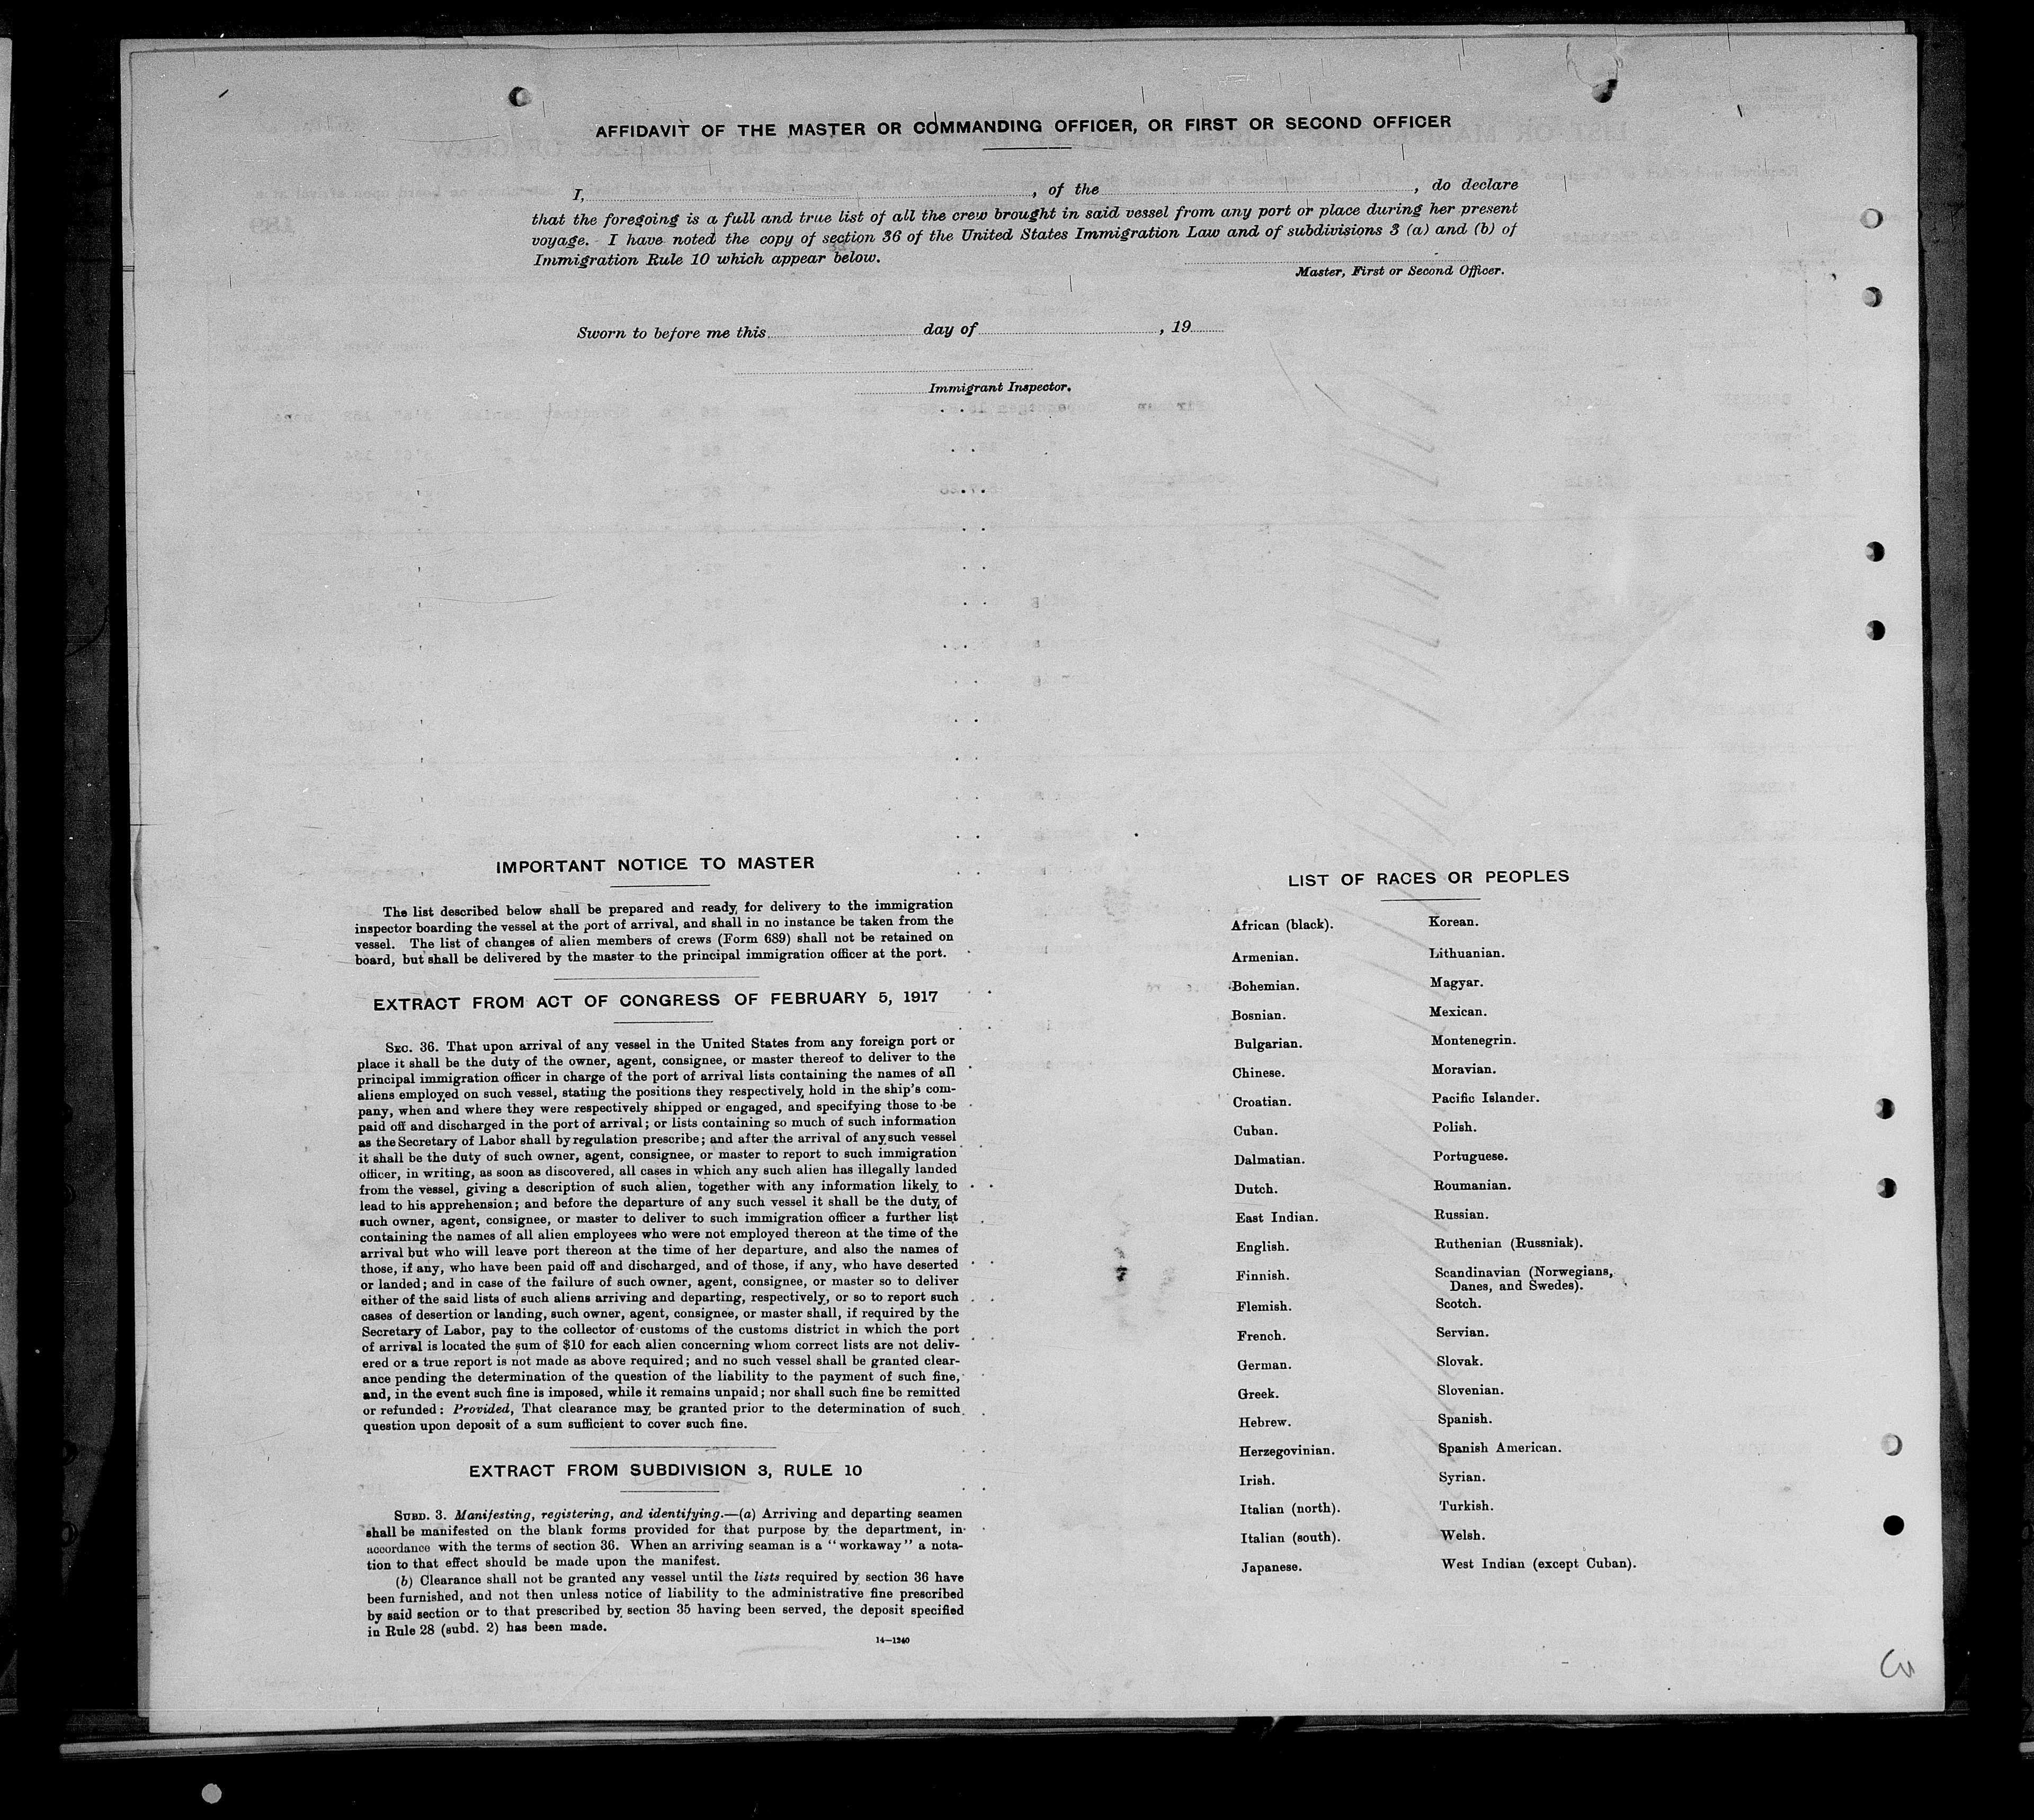 AFFIDAVIT OF THE MASTER OR COMMANDING OFFICER, OR FIRST OR SECOND OFFICER
I, , of the , do declare
that the foregoing is a full and true list of all the crew brought in said vessel from any port or place during her present
voyage. I have noted the copy of section 36 of the United States Immigration Law and of subdivisions 3 (a) and (b) of
Immigration Rule 10 which appear below.
Master, First or Second Officer.
Sworn to before me this day of , 19
Immigrant Inspector.
IMPORTANT NOTICE TO MASTER
The list described below shall be prepared and ready, for delivery to the immigration
inspector boarding the vessel at the port of arrival, and shall in no instance be taken from the
vessel. The list of changes of alien members of crews (Form 689) shall not be retained on
board, but shall be delivered by the master to the principal immigration officer at the port.
EXTRACT FROM ACT OF CONGRESS OF FEBRUARY 5, 1917
SEC. 36. That upon arrival of any vessel in the United States from any foreign port or
place it shall be the duty of the owner, agent, consignee, or master thereof to deliver to the
principal immigration officer in charge of the port of arrival lists containing the names of all
aliens employed on such vessel, stating the positions they respectively hold in the ship's com-
pany, when and where they were respectively shipped or engaged, and specifying those to be
paid off and discharged in the port of arrival; or lists containing so much of such information
as the Secretary of Labor shall by regulation prescribe; and after the arrival of any such vessel
it shall be the duty of such owner, agent, consignee, or master to report to such immigration
officer, in writing, as soon as discovered, all cases in which any such alien has illegally landed
from the vessel, giving a description of such alien, together with any information likely to
lead to his apprehension; and before the departure of any such vessel it shall be the duty of
such owner, agent, consignee, or master to deliver to such immigration officer a further list
containing the names of all alien employees who were not employed thereon at the time of the
arrival but who will leave port thereon at the time of her departure, and also the names of
those, if any, who have been paid off and discharged, and of those, if any, who have deserted
or landed; and in case of the failure of such owner, agent, consignee, or master so to deliver
either of the said lists of such aliens arriving and departing, respectively, or so to report such
cases of desertion or landing, such owner, agent, consignee, or master shall, if required by the
Secretary of Labor, pay to the collector of customs of the customs district in which the port
of arrival is located the sum of $10 for each alien concerning whom correct lists are not deliv-
ered or a true report is not made as above required; and no such vessel shall be granted clear-
ance pending the determination of the question of the liability to the payment of such fine,
and, in the event such fine is imposed, while it remains unpaid; nor shall such fine be remitted
or refunded: Provided, That clearance may be granted prior to the determination of such
question upon deposit of a sum sufficient to cover such fine.
EXTRACT FROM SUBDIVISION 3, RULE 10
SUBD. 3. Manifesting, registering, and identifying.—(a) Arriving and departing seamen
shall be manifested on the blank forms provided for that purpose by the department, in
accordance with the terms of section 36. When an arriving seaman is a "workaway" a nota-
tion to that effect should be made upon the manifest.
(b) Clearance shall not be granted any vessel until the lists required by section 36 have
been furnished, and not then unless notice of liability to the administrative fine prescribed
by said section or to that prescribed by section 35 having been served, the deposit specified
in Rule 28 (subd. 2) has been made.
14—1240
LIST OF RACES OR PEOPLES
African (black).
Armenian.
Bohemian.
Bosnian.
Bulgarian.
Chinese.
Croatian.
Cuban.
Dalmatian.
Dutch.
East Indian.
English.
Finnish.
Flemish.
French.
German.
Greek.
Hebrew.
Herzegovinian.
Irish.
Italian (north).
Italian (south).
Japanese.
Korean.
Lithuanian.
Magyar.
Mexican.
Montenegrin.
Moravian.
Pacific Islander.
Polish.
Portuguese.
Roumanian.
Russian.
Ruthenian (Russniak).
Scandinavian (Norwegians,
Danes, and Swedes).
Scotch.
Servian.
Slovak.
Slovenian.
Spanish.
Spanish American.
Syrian.
Turkish.
Welsh.
West Indian (except Cuban).